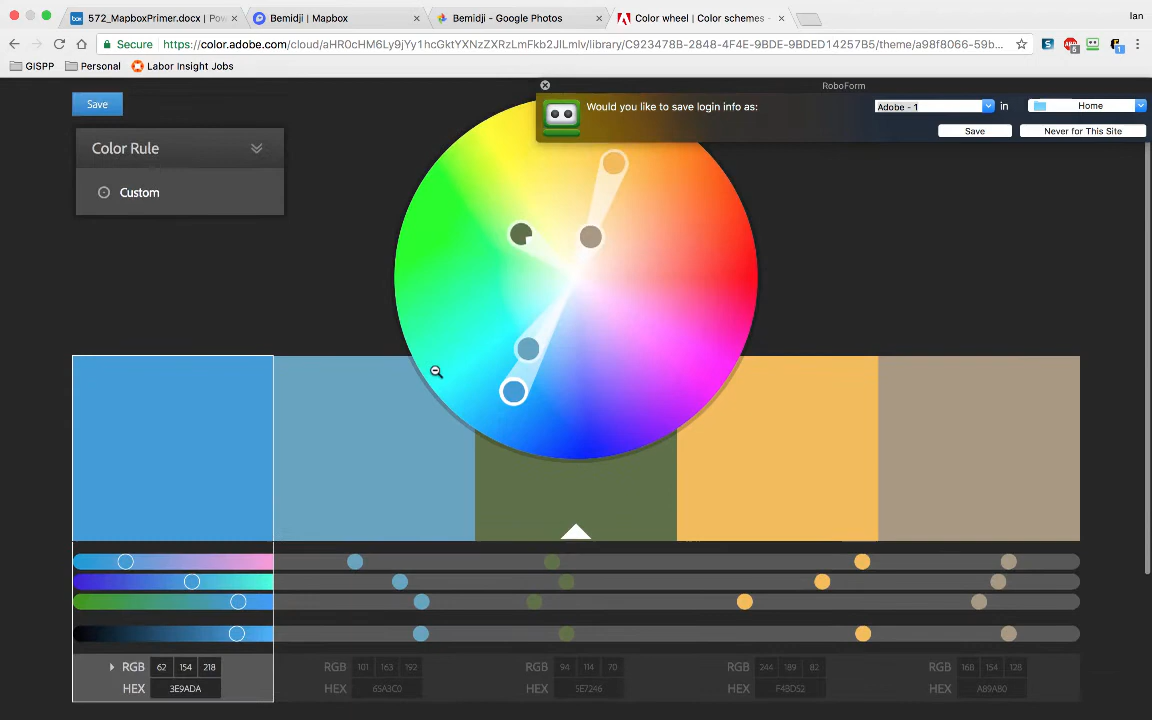 572_MapboxPrimer.docx | Pow
Bemidji | Mapbox
Bemidji - Google Photos
Color wheel | Color schemes -
Ian
Secure
https://color.adobe.com/cloud/aHR0cHM6Ly9jYy1hcGktYXNzZXRzLmFkb2JlLmlv/library/C923478B-2848-4F4E-9BDE-9BDED14257B5/theme/a98f8066-59b...
GISPP
Personal
Labor Insight Jobs
RoboForm
Would you like to save login info as:
Adobe - 1
in
Home
Save
Never for This Site
Save
Color Rule
Custom
RGB 62 154 218
HEX 3E9ADA
RGB 101 163 192
HEX 65A3C0
RGB 94 114 70
HEX 5E7246
RGB 244 189 82
HEX F4BD52
RGB 168 154 128
HEX A89A80